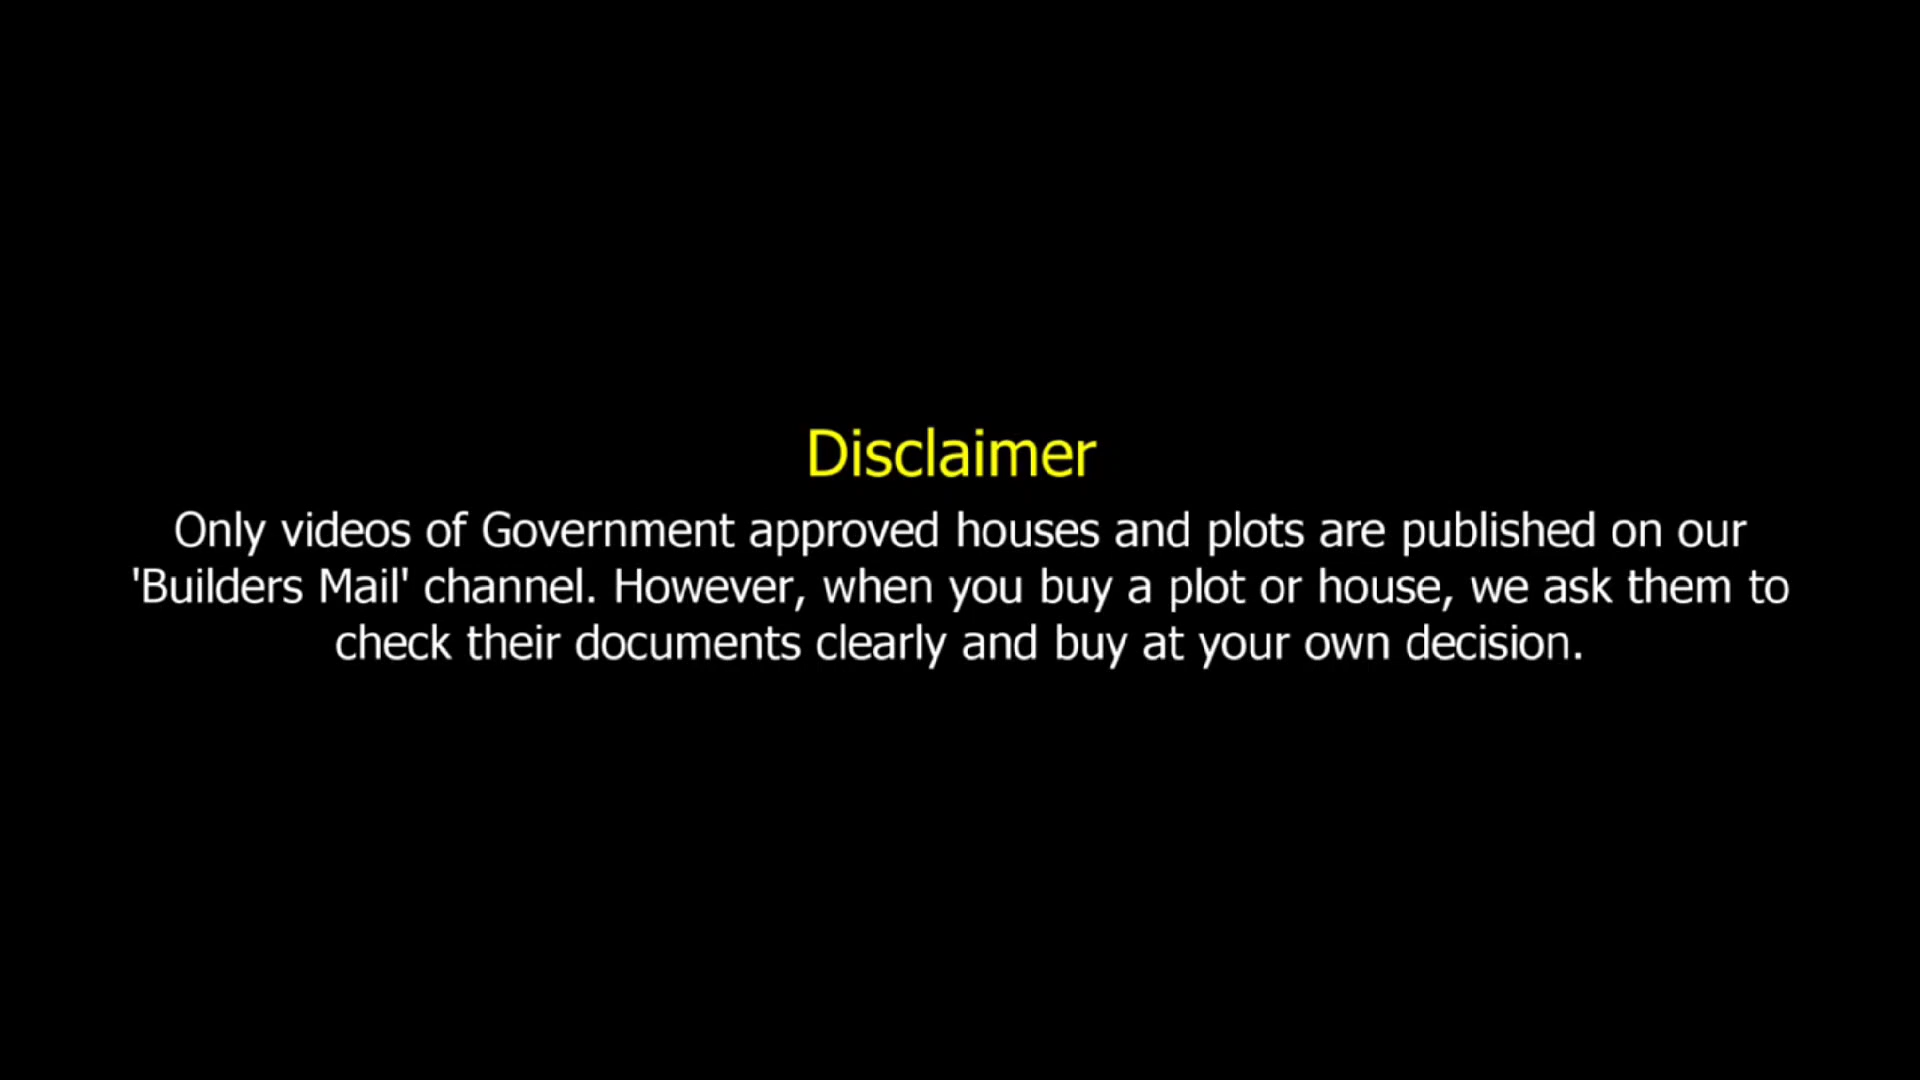 Disclaimer
Only videos of Government approved houses and plots are published on our
'Builders Mail' channel. However, when you buy a plot or house, we ask them to
check their documents clearly and buy at your own decision.